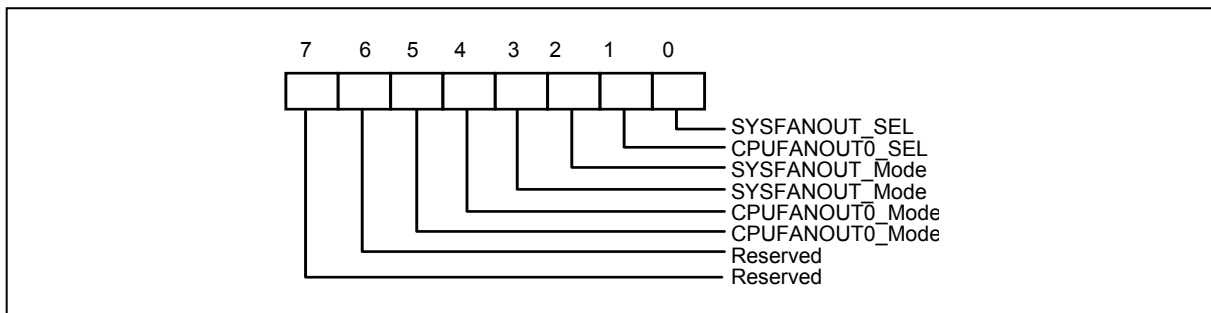 7 6 5 4 3 2 1 0
SYSFANOUT_SEL
CPUFANOUT0_SEL
SYSFANOUT_Mode
SYSFANOUT_Mode
CPUFANOUT0_Mode
CPUFANOUT0_Mode
Reserved
Reserved